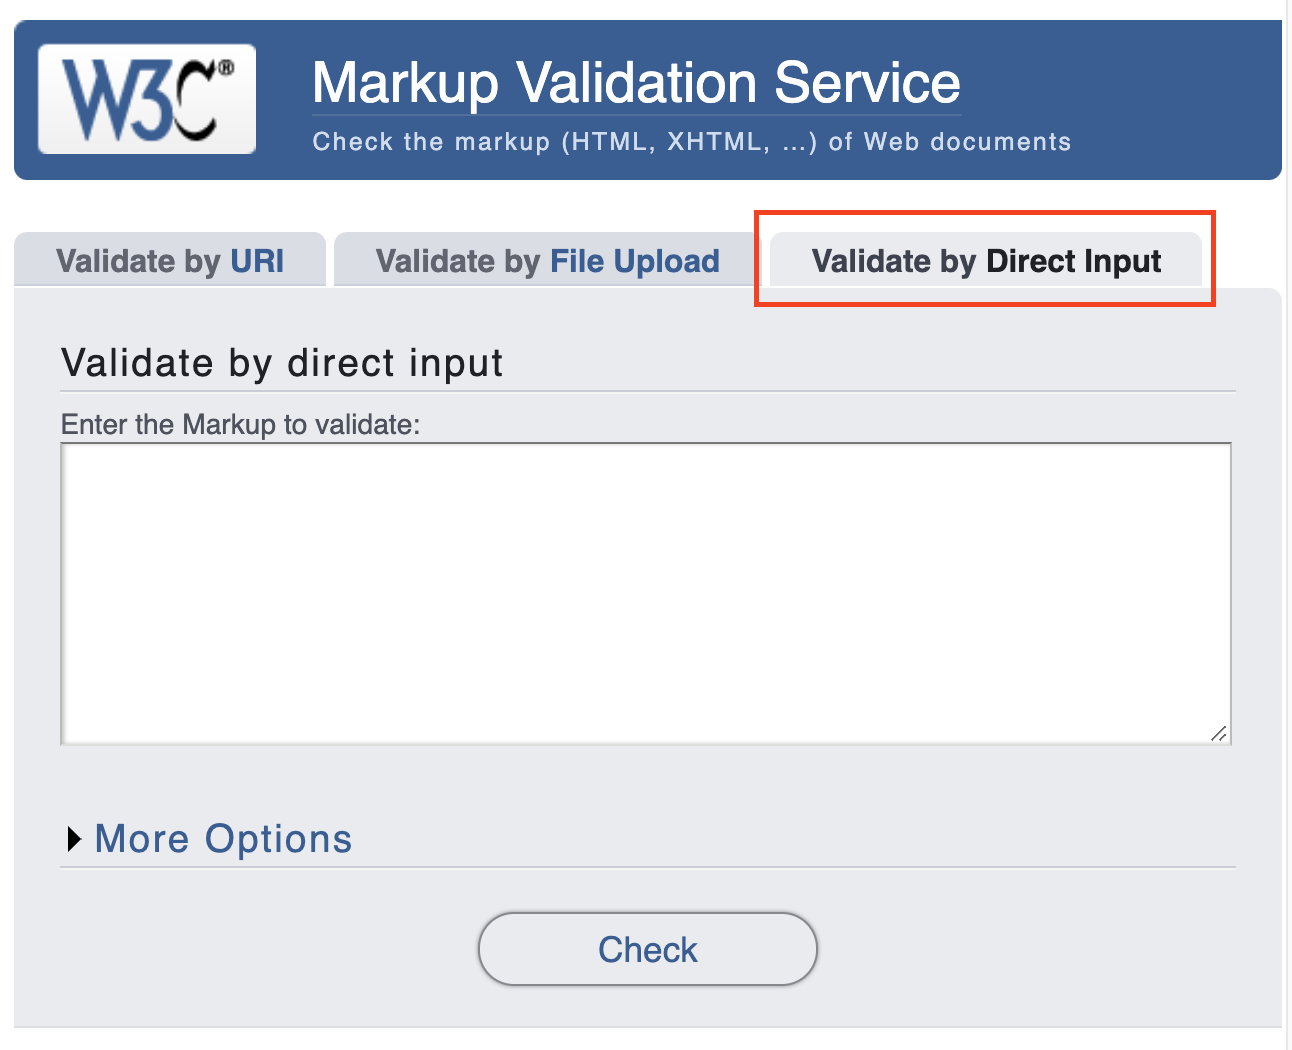 W3C®
Markup Validation Service
Check the markup (HTML, XHTML, ...) of Web documents
Validate by URI
Validate by File Upload
Validate by Direct Input
Validate by direct input
Enter the Markup to validate:
More Options
Check